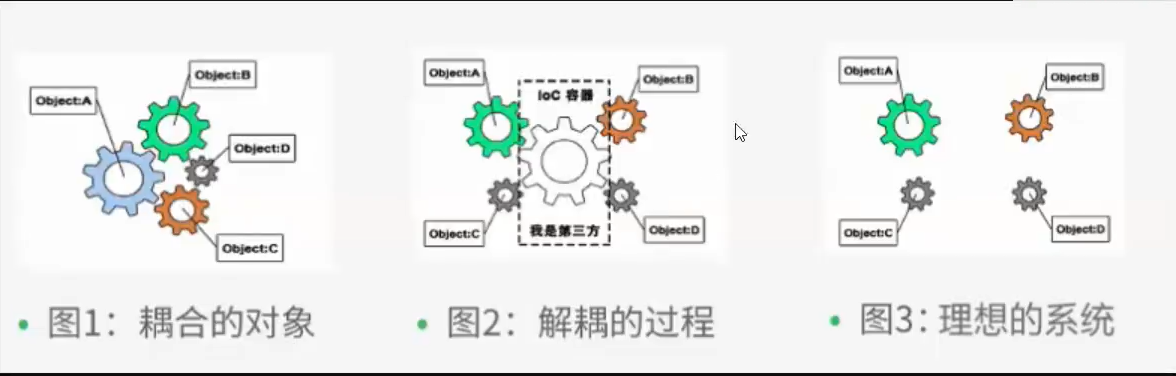 Object:B
Object:A
Object:D
Object:C
Object:A
IoC 容器
Object:B
Object:C
我是第三方
Object:D
Object:A
Object:B
Object:C
Object:D
• 图1：耦合的对象
• 图2：解耦的过程
• 图3：理想的系统